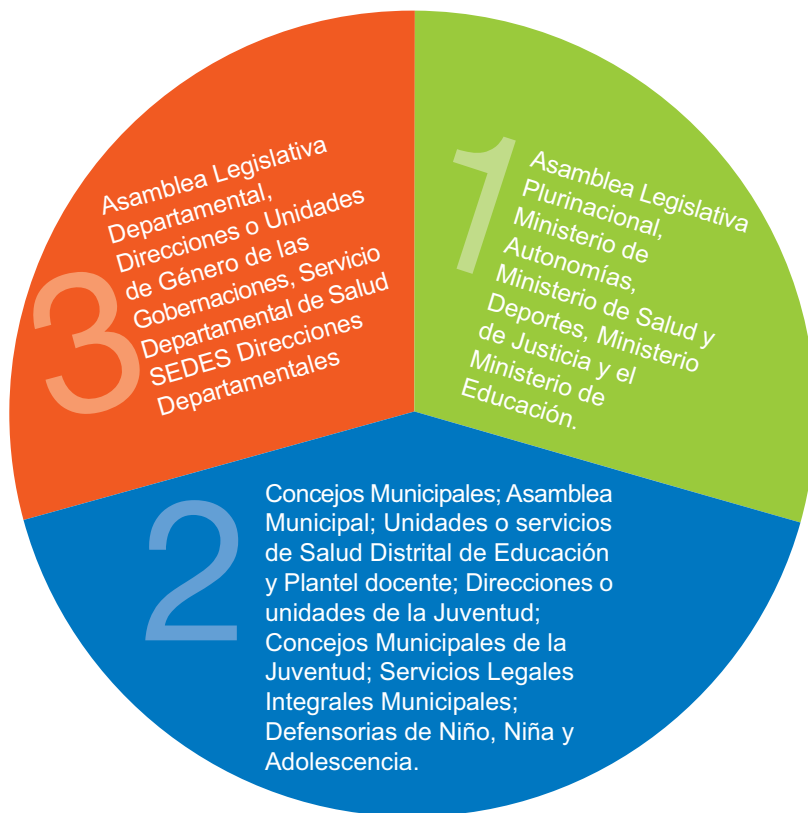 1
Asamblea Legislativa
Plurinacional,
Ministerio de
Autonomías,
Ministerio de Salud y
Deportes, Ministerio
de Justicia y el
Ministerio de
Educación.
2
Concejos Municipales; Asamblea
Municipal; Unidades o servicios
de Salud Distrital de Educación
y Plantel docente; Direcciones o
unidades de la Juventud;
Concejos Municipales de la
Juventud; Servicios Legales
Integrales Municipales;
Defensorias de Niño, Niña y
Adolescencia.
3
Asamblea Legislativa
Departamental,
Direcciones o Unidades
de Género de las
Gobernaciones, Servicio
Departamental de Salud
SEDES Direcciones
Departamentales